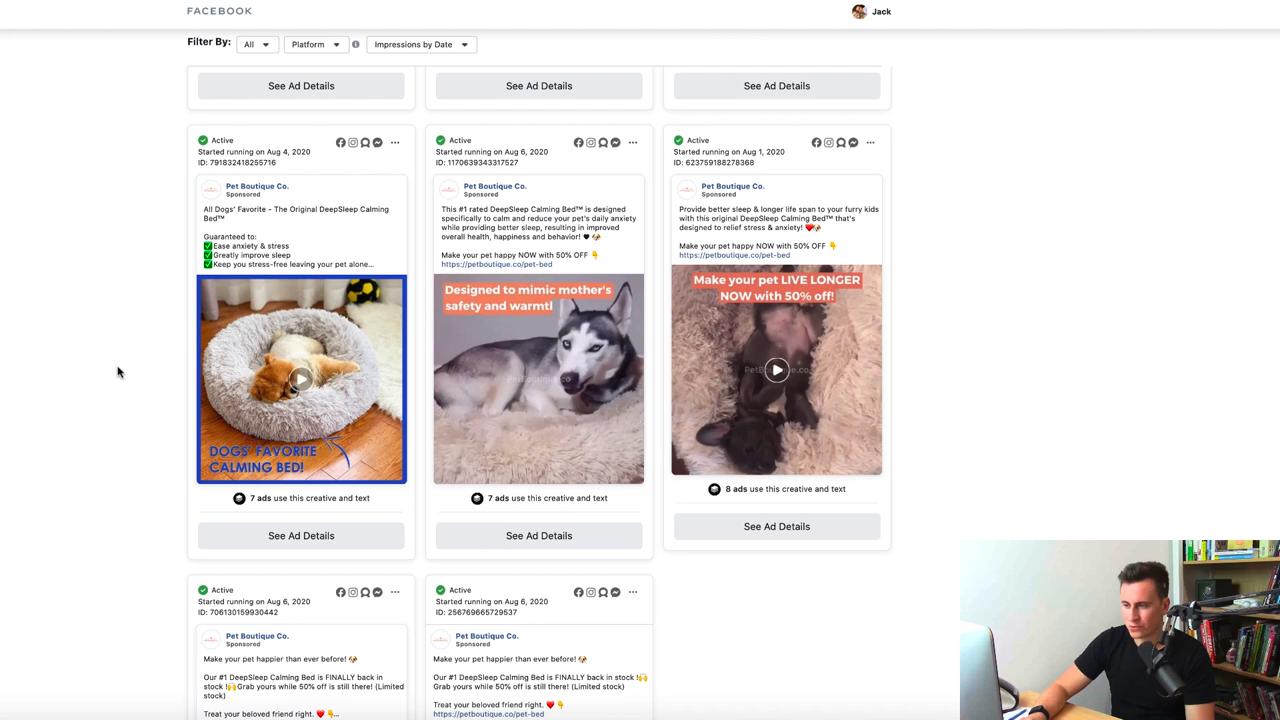 FACEBOOK
Jack
Filter By:
All
Platform
Impressions by Date
See Ad Details
See Ad Details
See Ad Details
Active
Started running on Aug 4, 2020
ID: 791832418255716
Pet Boutique Co.
Sponsored
All Dogs' Favorite - The Original DeepSleep Calming
Bed™
Guaranteed to:
✅Ease anxiety & stress
✅Greatly improve sleep
✅Keep you stress-free leaving your pet alone...
DOGS' FAVORITE
CALMING BED!
7 ads use this creative and text
See Ad Details
Active
Started running on Aug 6, 2020
ID: 1170639343317527
Pet Boutique Co.
Sponsored
This #1 rated DeepSleep Calming Bed™ is designed
specifically to calm and reduce your pet's daily anxiety
while providing better sleep, resulting in improved
overall health, happiness and behavior! 🖤 🐶
Make your pet happy NOW with 50% OFF 👇
https://petboutique.co/pet-bed
Designed to mimic mother's
safety and warmtl
PetBoutique.co
7 ads use this creative and text
See Ad Details
Active
Started running on Aug 1, 2020
ID: 623759188278368
Pet Boutique Co.
Sponsored
Provide better sleep & longer life span to your furry kids
with this original DeepSleep Calming Bed™ that's
designed to relief stress & anxiety! ❤️🐶
Make your pet happy NOW with 50% OFF 👇
https://petboutique.co/pet-bed
Make your pet LIVE LONGER
NOW with 50% off!
8 ads use this creative and text
See Ad Details
Active
Started running on Aug 6, 2020
ID: 706130159930442
Pet Boutique Co.
Sponsored
Make your pet happier than ever before! 🐶
Our #1 DeepSleep Calming Bed is FINALLY back in
stock !🙌Grab yours while 50% off is still there! (Limited
stock)
Treat your beloved friend right. ❤️ 👇...
Active
Started running on Aug 6, 2020
ID: 256769665729537
Pet Boutique Co.
Sponsored
Make your pet happier than ever before! 🐶
Our #1 DeepSleep Calming Bed is FINALLY back in stock !🙌
Grab yours while 50% off is still there! (Limited stock)
Treat your beloved friend right. ❤️ 👇
https://petboutique.co/pet-bed